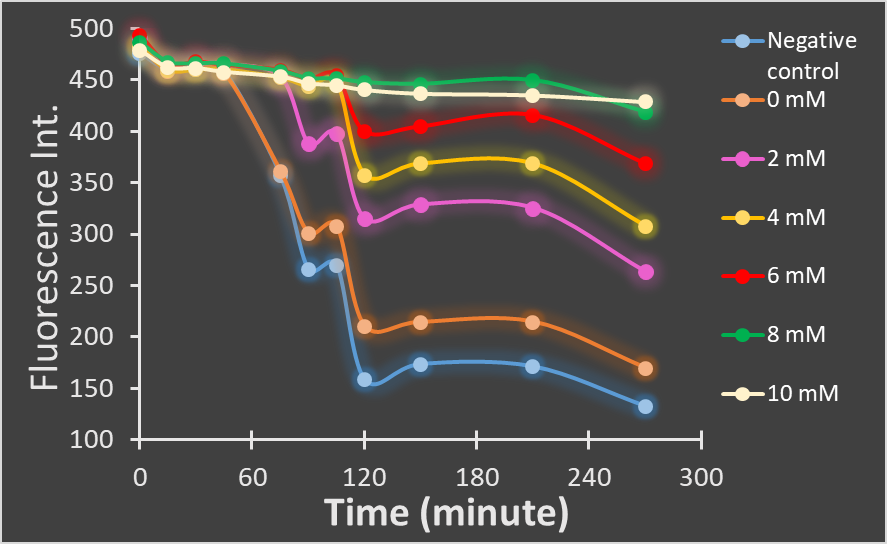 500
450
400
350
300
250
200
150
100
Fluorescence Int.
0 60 120 180 240 300
Time (minute)
Negative
control
0 mM
2 mM
4 mM
6 mM
8 mM
10 mM